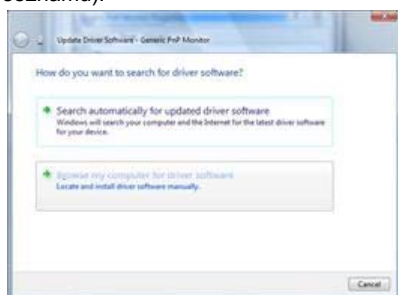 Update Driver Software - Generic PnP Monitor
How do you want to search for driver software?
Search automatically for updated driver software
Windows will search your computer and the Internet for the latest driver software
for your device.
Browse my computer for driver software
Locate and install driver software manually.
Cancel